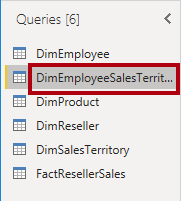 Queries [6]
DimEmployee
DimEmployeeSalesTerrit...
DimProduct
DimReseller
DimSalesTerritory
FactResellerSales